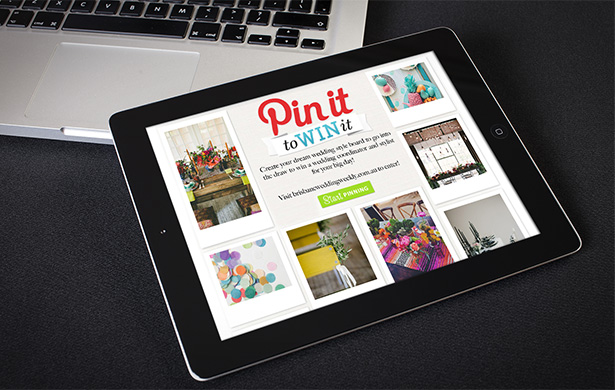 Pin it
to WIN it
Create your dream wedding style board to go into
the draw to win a wedding coordinator and stylist
for your big day!
Visit brisbaneweddingweekly.com.au to enter!
Start PINNING